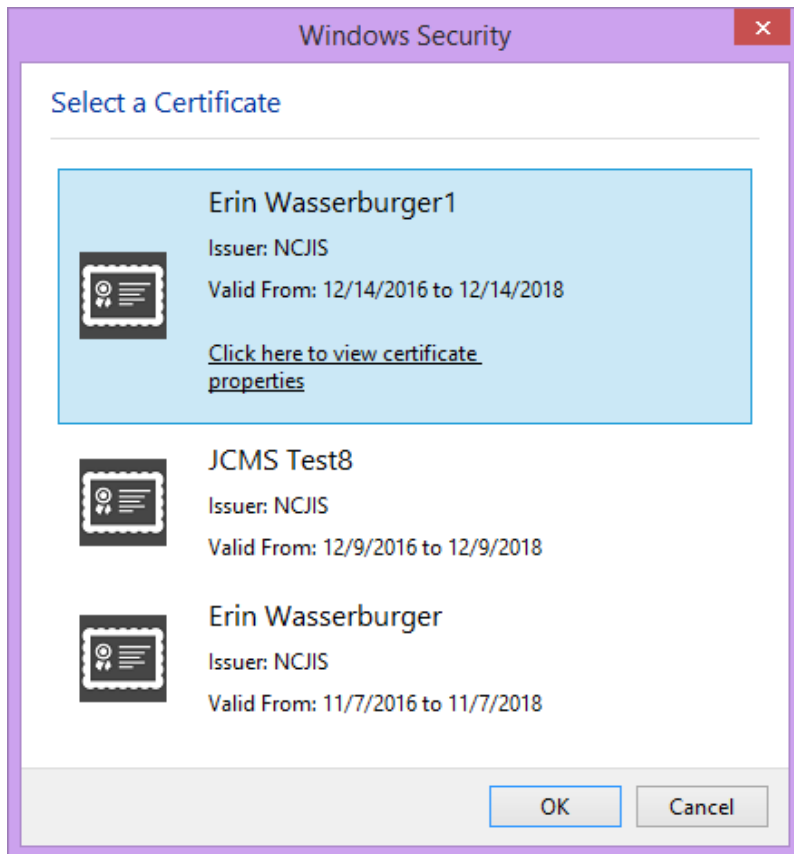 Windows Security
Select a Certificate
Erin Wasserburger1
Issuer: NCJIS
Valid From: 12/14/2016 to 12/14/2018
Click here to view certificate
properties
JCMS Test8
Issuer: NCJIS
Valid From: 12/9/2016 to 12/9/2018
Erin Wasserburger
Issuer: NCJIS
Valid From: 11/7/2016 to 11/7/2018
OK Cancel